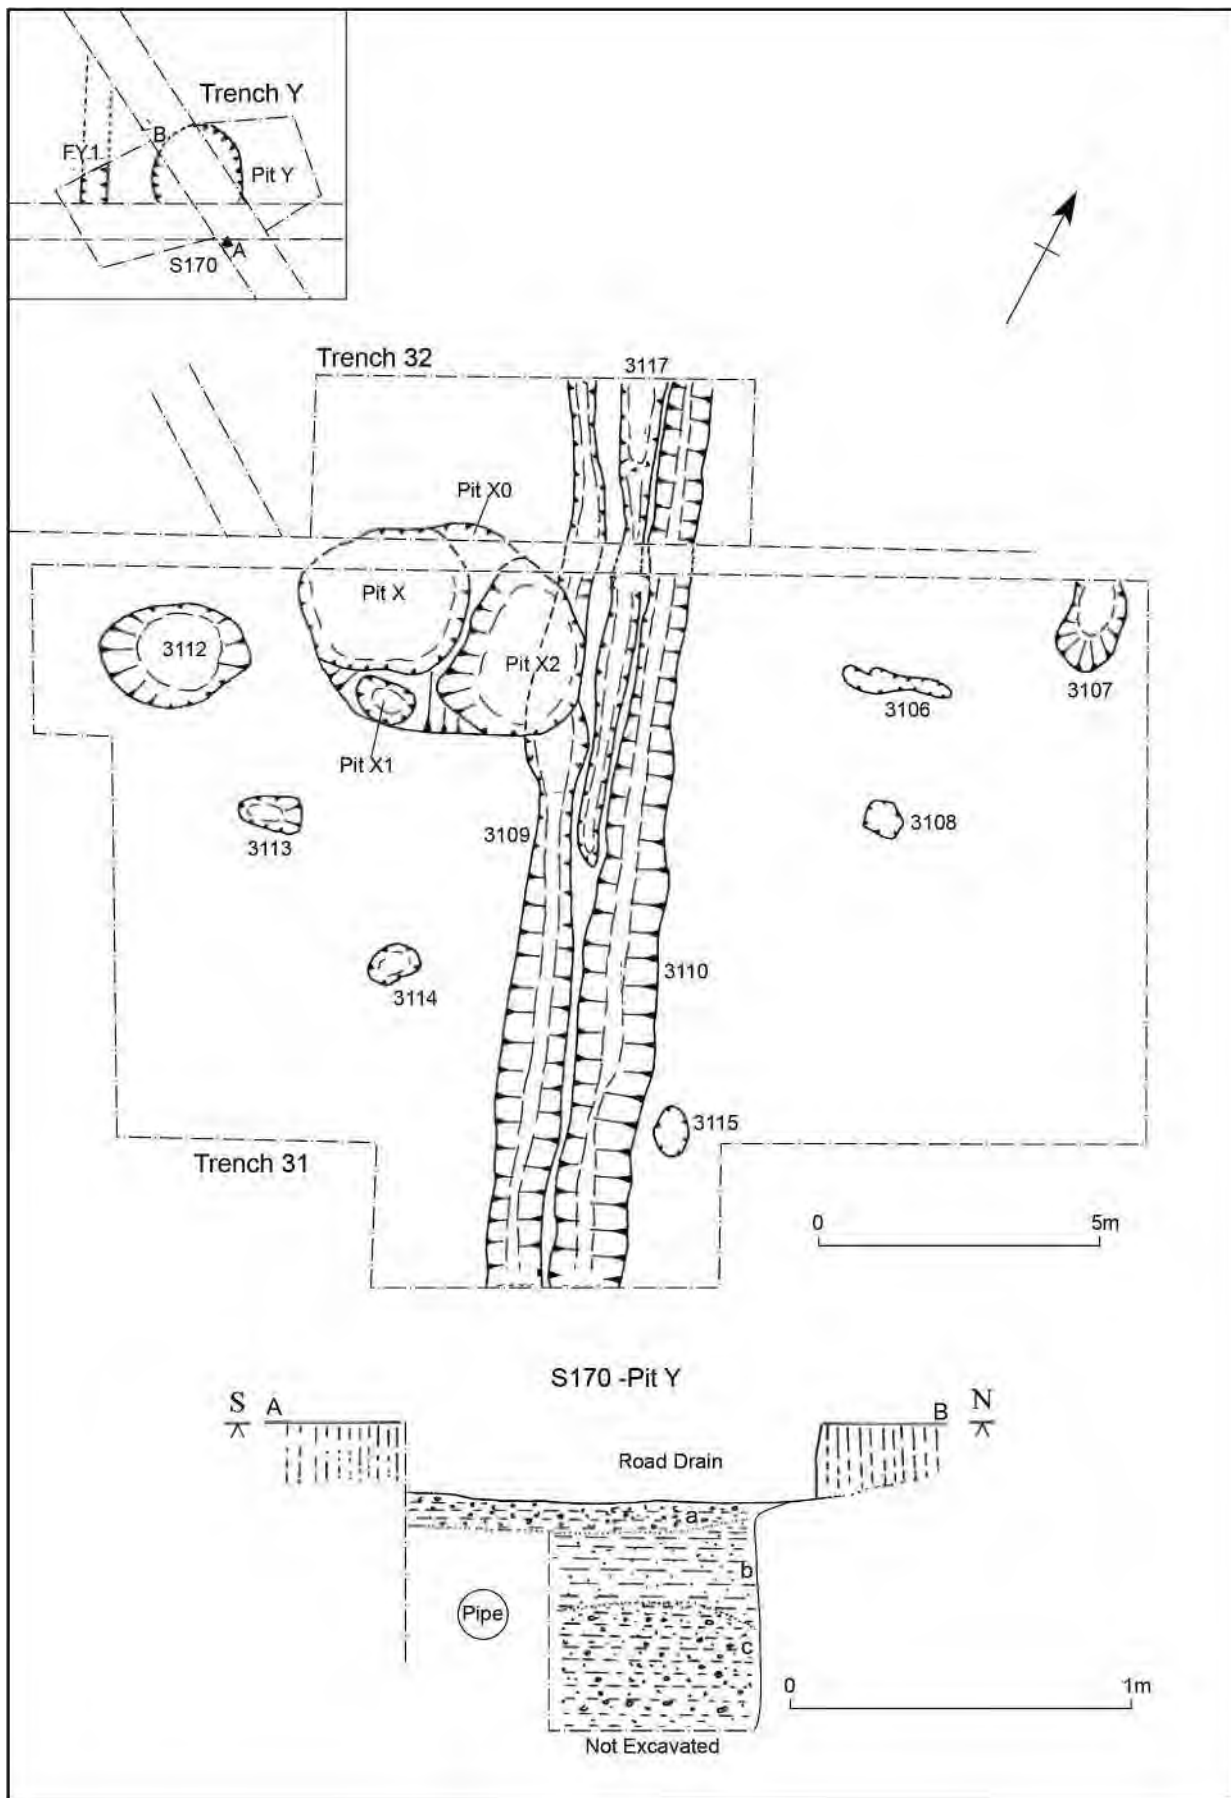 Trench Y
B
FY1
Pit Y
A
S170
Trench 32
3117
Pit X0
Pit X
3112
Pit X2
3107
3106
Pit X1
3109
3108
3113
3110
3114
3115
Trench 31
0 5m
S170 -Pit Y
S A B N
Road Drain
a
b
Pipe
c
0 1m
Not Excavated